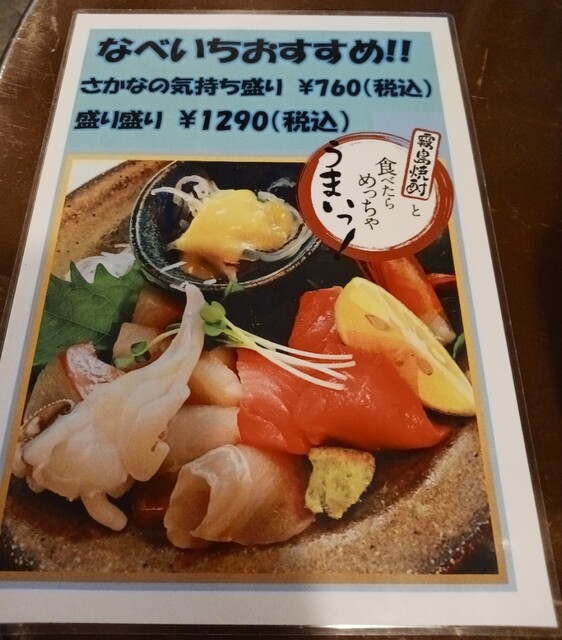 なべいちおすすめ!!
さかなの気持ち盛り ¥760(税込)
盛り盛り ¥1290(税込)
霧島焼酎
と
食べたら
めっちゃ
うまいっ!